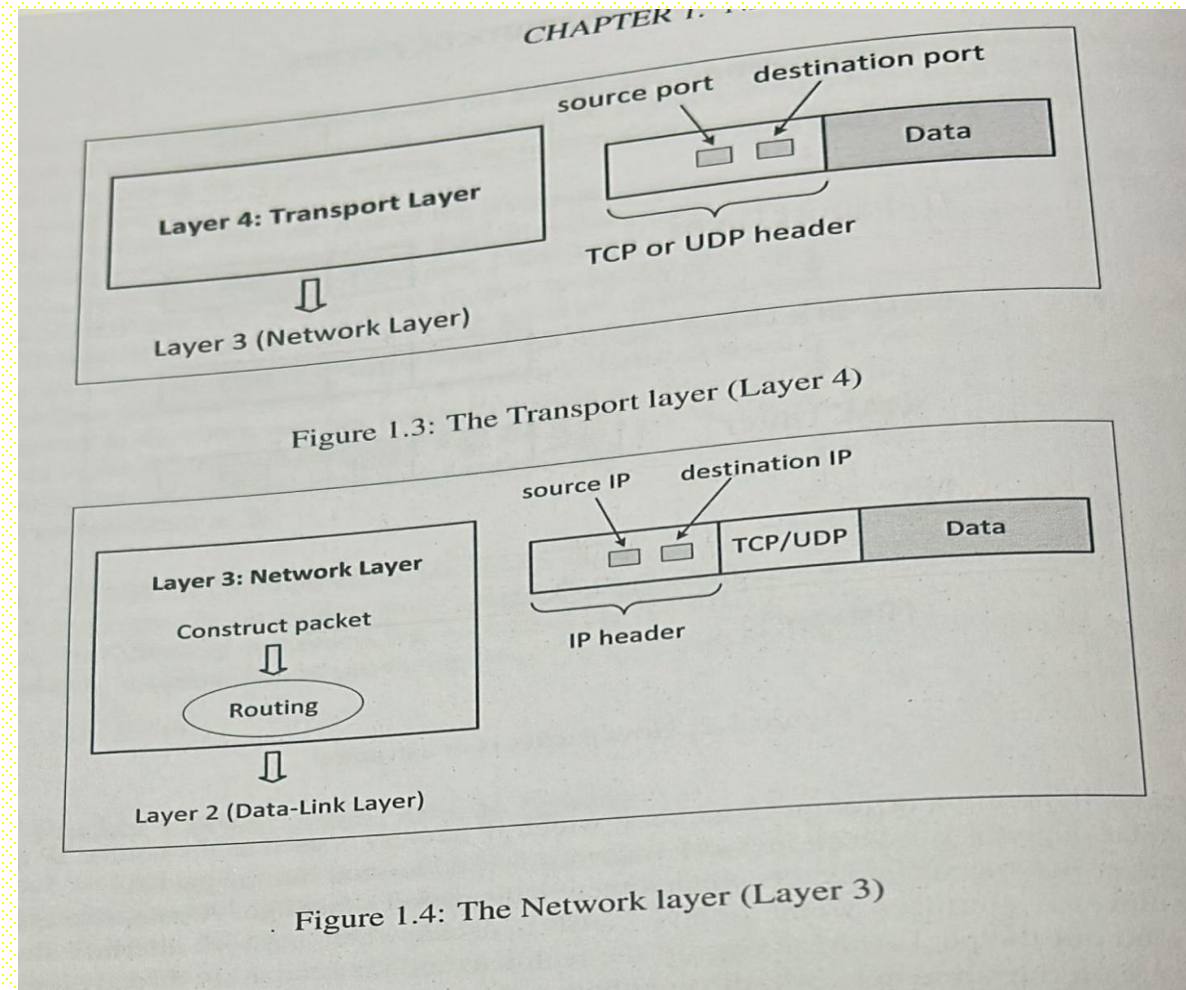 CHAPTER 1.
source port
destination port
Data
Layer 4: Transport Layer
TCP or UDP header
Layer 3 (Network Layer)
Figure 1.3: The Transport layer (Layer 4)
source IP
destination IP
TCP/UDP
Data
Layer 3: Network Layer
Construct packet
IP header
Routing
Layer 2 (Data-Link Layer)
Figure 1.4: The Network layer (Layer 3)